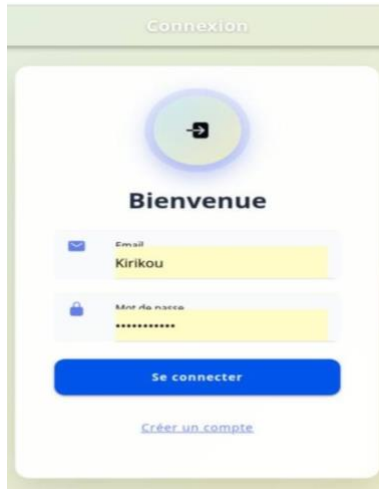 Connexion
Bienvenue
Email
Kirikou
Mot de passe
•••••••••••
Se connecter
Créer un compte